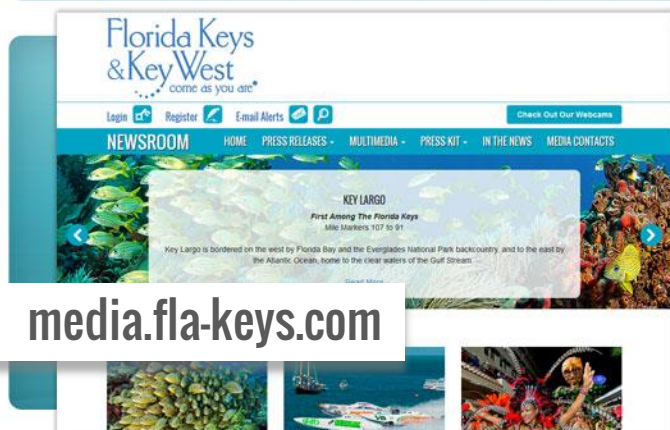 Florida Keys
& Key West
come as you are®
Login Register E-mail Alerts Check Out Our Webcams
NEWSROOM HOME PRESS RELEASES MULTIMEDIA PRESS KIT IN THE NEWS MEDIA CONTACTS
KEY LARGO
First Among The Florida Keys
Mile Markers 107 to 91
Key Largo is bordered on the west by Florida Bay and the Everglades National Park backcountry, and to the east by
the Atlantic Ocean, home to the clear waters of the Gulf Stream.
Read More
media.fla-keys.com